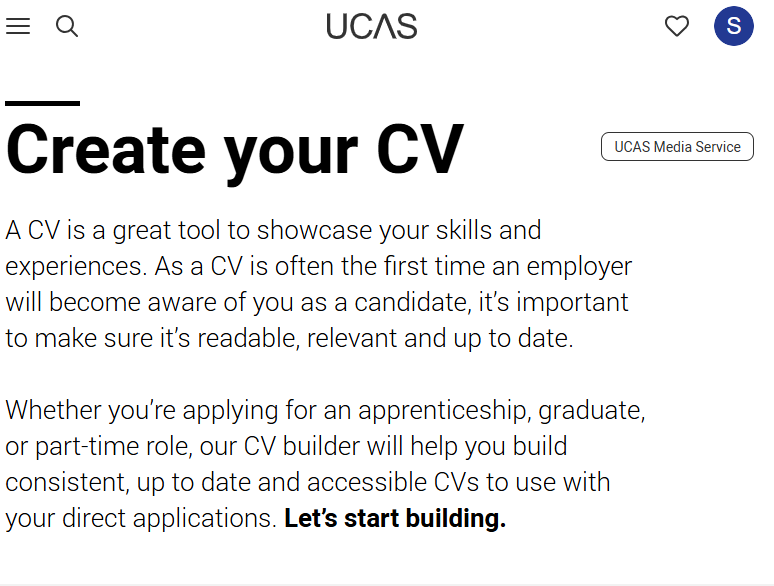 UCAS
S
Create your CV
UCAS Media Service
A CV is a great tool to showcase your skills and
experiences. As a CV is often the first time an employer
will become aware of you as a candidate, it’s important
to make sure it’s readable, relevant and up to date.
Whether you’re applying for an apprenticeship, graduate,
or part-time role, our CV builder will help you build
consistent, up to date and accessible CVs to use with
your direct applications. Let’s start building.